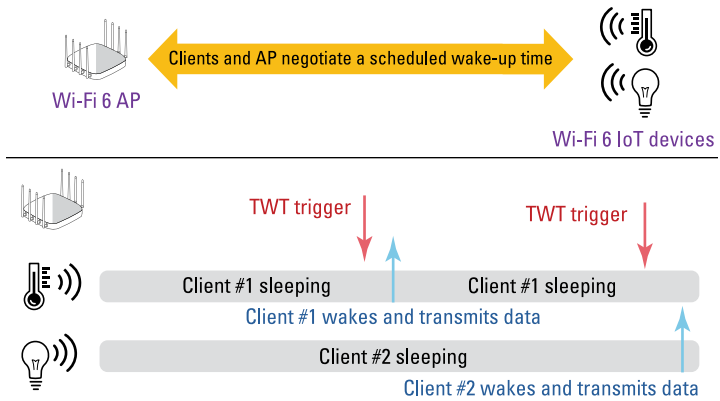 Clients and AP negotiate a scheduled wake-up time
Wi-Fi 6 AP
Wi-Fi 6 IoT devices
TWT trigger
TWT trigger
Client #1 sleeping
Client #1 sleeping
Client #1 wakes and transmits data
Client #2 sleeping
Client #2 wakes and transmits data